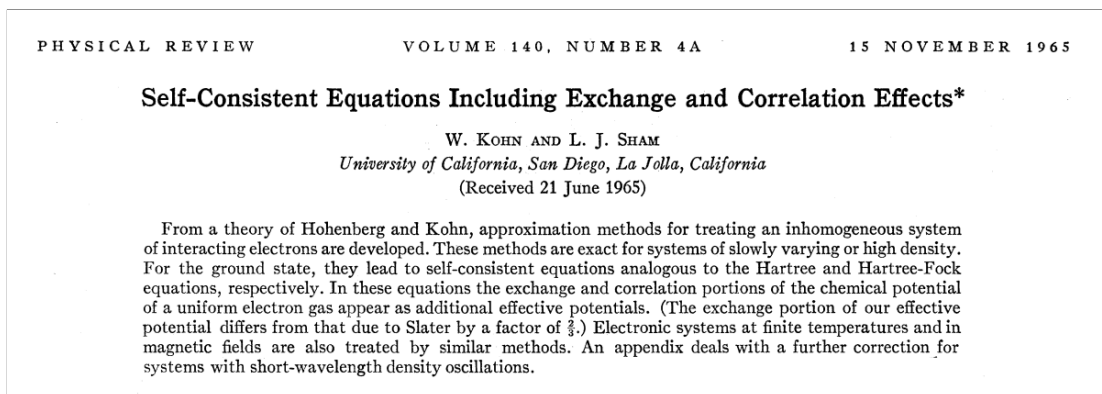 PHYSICAL REVIEW VOLUME 140, NUMBER 4A 15 NOVEMBER 1965
Self-Consistent Equations Including Exchange and Correlation Effects*
W. KOHN AND L. J. SHAM
University of California, San Diego, La Jolla, California
(Received 21 June 1965)
From a theory of Hohenberg and Kohn, approximation methods for treating an inhomogeneous system
of interacting electrons are developed. These methods are exact for systems of slowly varying or high density.
For the ground state, they lead to self-consistent equations analogous to the Hartree and Hartree-Fock
equations, respectively. In these equations the exchange and correlation portions of the chemical potential
of a uniform electron gas appear as additional effective potentials. (The exchange portion of our effective
potential differs from that due to Slater by a factor of ⅔.) Electronic systems at finite temperatures and in
magnetic fields are also treated by similar methods. An appendix deals with a further correction for
systems with short-wavelength density oscillations.